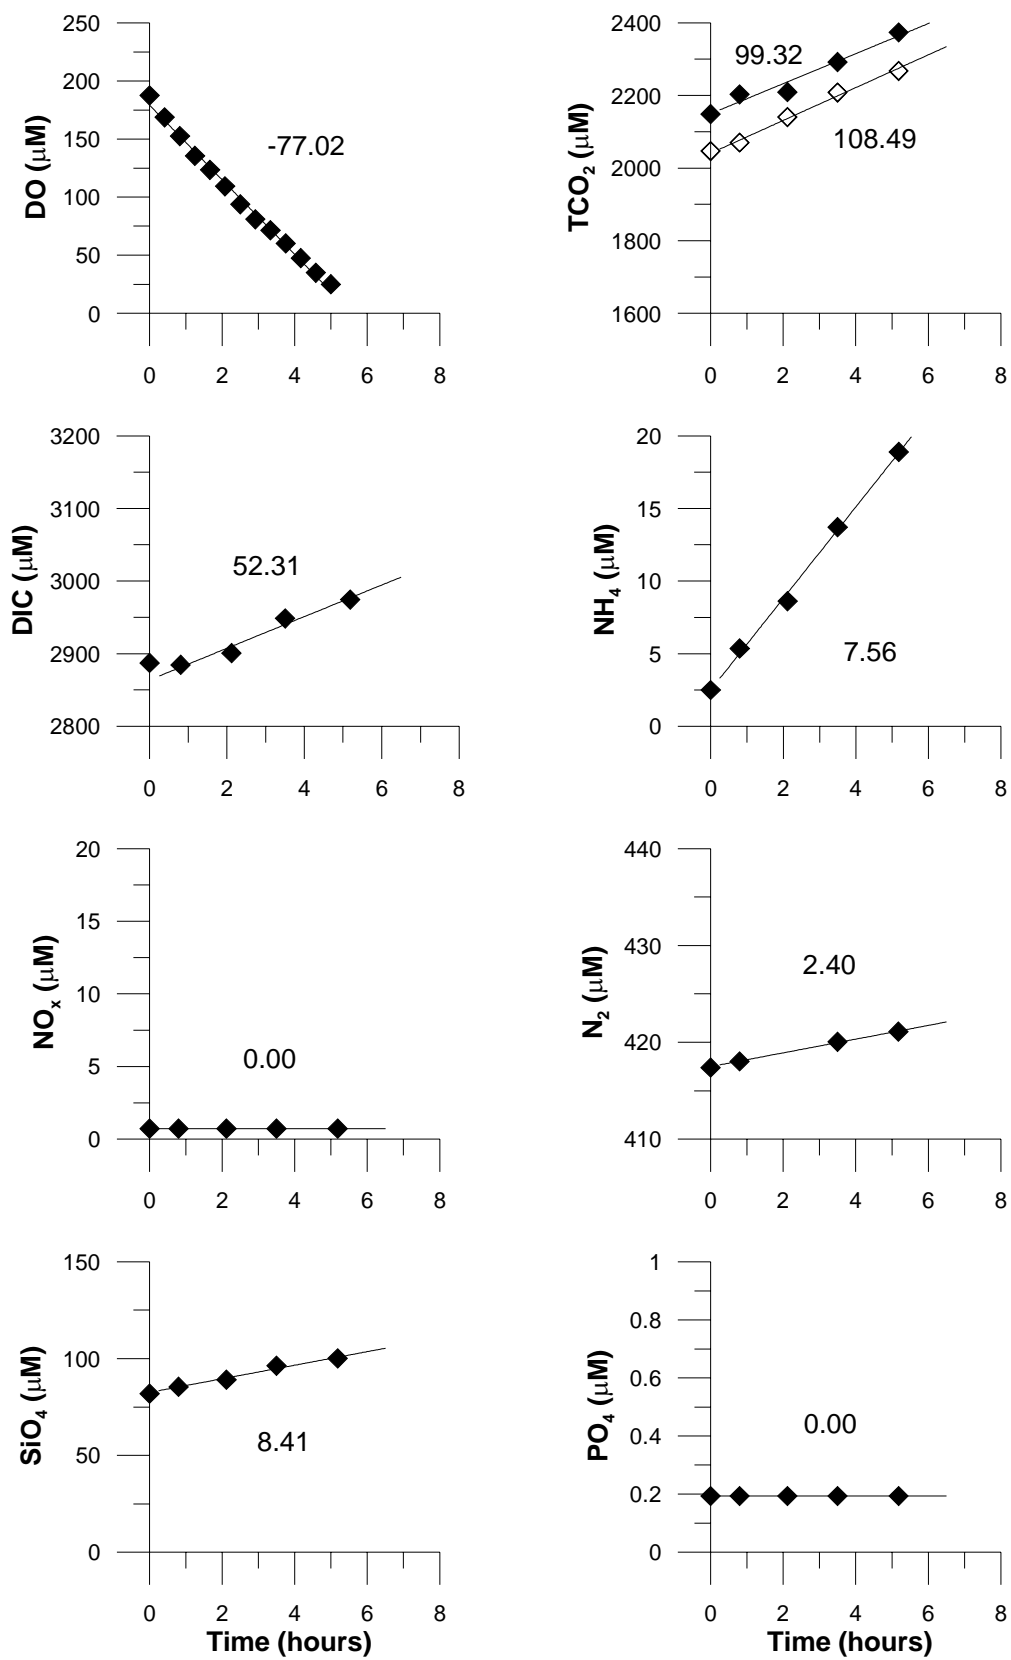 250
200
150
100
50
0
DO (μM)
-77.02
0 2 4 6 8
2400
2200
2000
1800
1600
TCO2 (μM)
99.32
108.49
0 2 4 6 8
3200
3100
3000
2900
2800
DIC (μM)
52.31
0 2 4 6 8
20
15
10
5
0
NH4 (μM)
7.56
0 2 4 6 8
20
15
10
5
0
NOx (μM)
0.00
0 2 4 6 8
440
430
420
410
N2 (μM)
2.40
0 2 4 6 8
150
100
50
0
SiO4 (μM)
8.41
0 2 4 6 8
Time (hours)
1
0.8
0.6
0.4
0.2
0
PO4 (μM)
0.00
0 2 4 6 8
Time (hours)